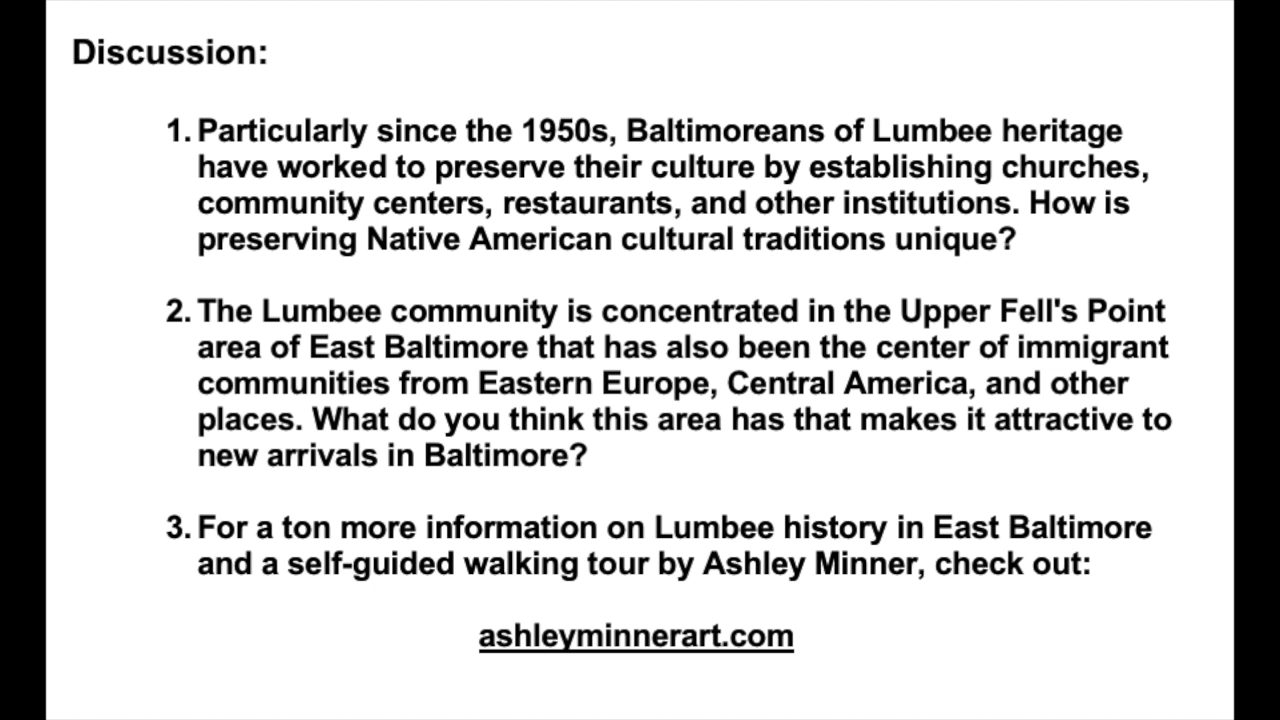 Discussion:
1. Particularly since the 1950s, Baltimoreans of Lumbee heritage
have worked to preserve their culture by establishing churches,
community centers, restaurants, and other institutions. How is
preserving Native American cultural traditions unique?
2. The Lumbee community is concentrated in the Upper Fell's Point
area of East Baltimore that has also been the center of immigrant
communities from Eastern Europe, Central America, and other
places. What do you think this area has that makes it attractive to
new arrivals in Baltimore?
3. For a ton more information on Lumbee history in East Baltimore
and a self-guided walking tour by Ashley Minner, check out:
ashleyminnerart.com